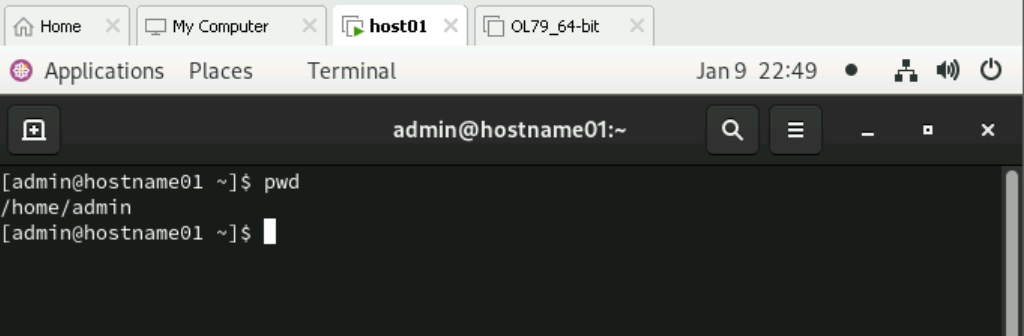 Home My Computer host01 OL79_64-bit
Applications Places Terminal Jan 9 22:49
admin@hostname01:~
[admin@hostname01 ~]$ pwd
/home/admin
[admin@hostname01 ~]$